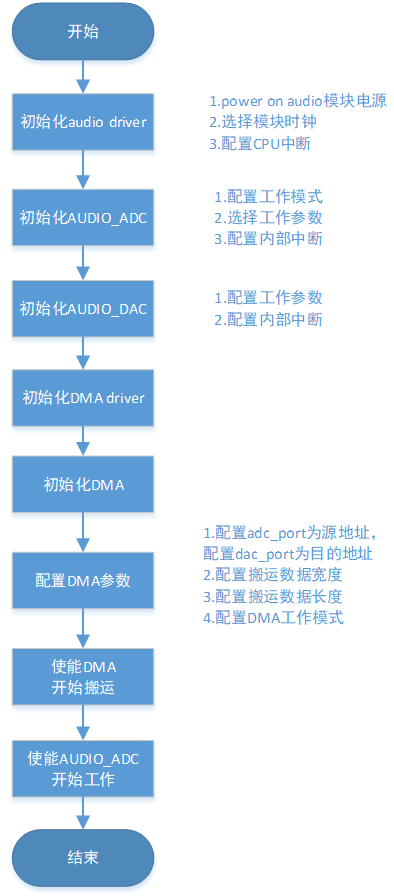 开始
初始化audio driver
1.power on audio模块电源
2.选择模块时钟
3.配置CPU中断
初始化AUDIO_ADC
1.配置工作模式
2.选择工作参数
3.配置内部中断
初始化AUDIO_DAC
1.配置工作参数
2.配置内部中断
初始化DMA driver
初始化DMA
配置DMA参数
1.配置adc_port为源地址，
配置dac_port为目的地址
2.配置搬运数据宽度
3.配置搬运数据长度
4.配置DMA工作模式
使能DMA
开始搬运
使能AUDIO_ADC
开始工作
结束